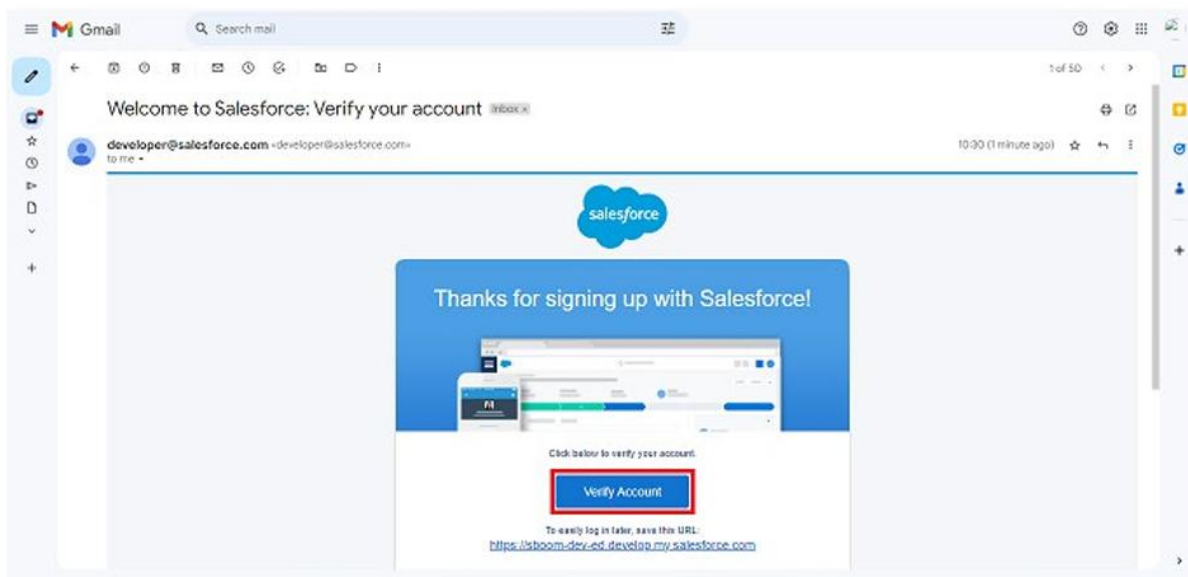 Gmail
Search mail
1 of 50
Welcome to Salesforce: Verify your account Inbox x
developer@salesforce.com <developer@salesforce.com>
10:30 (1 minute ago)
to me
salesforce
Thanks for signing up with Salesforce!
Click below to verify your account.
Verify Account
To easily log in later, save this URL:
https://sboom-dev-ed.develop.my.salesforce.com